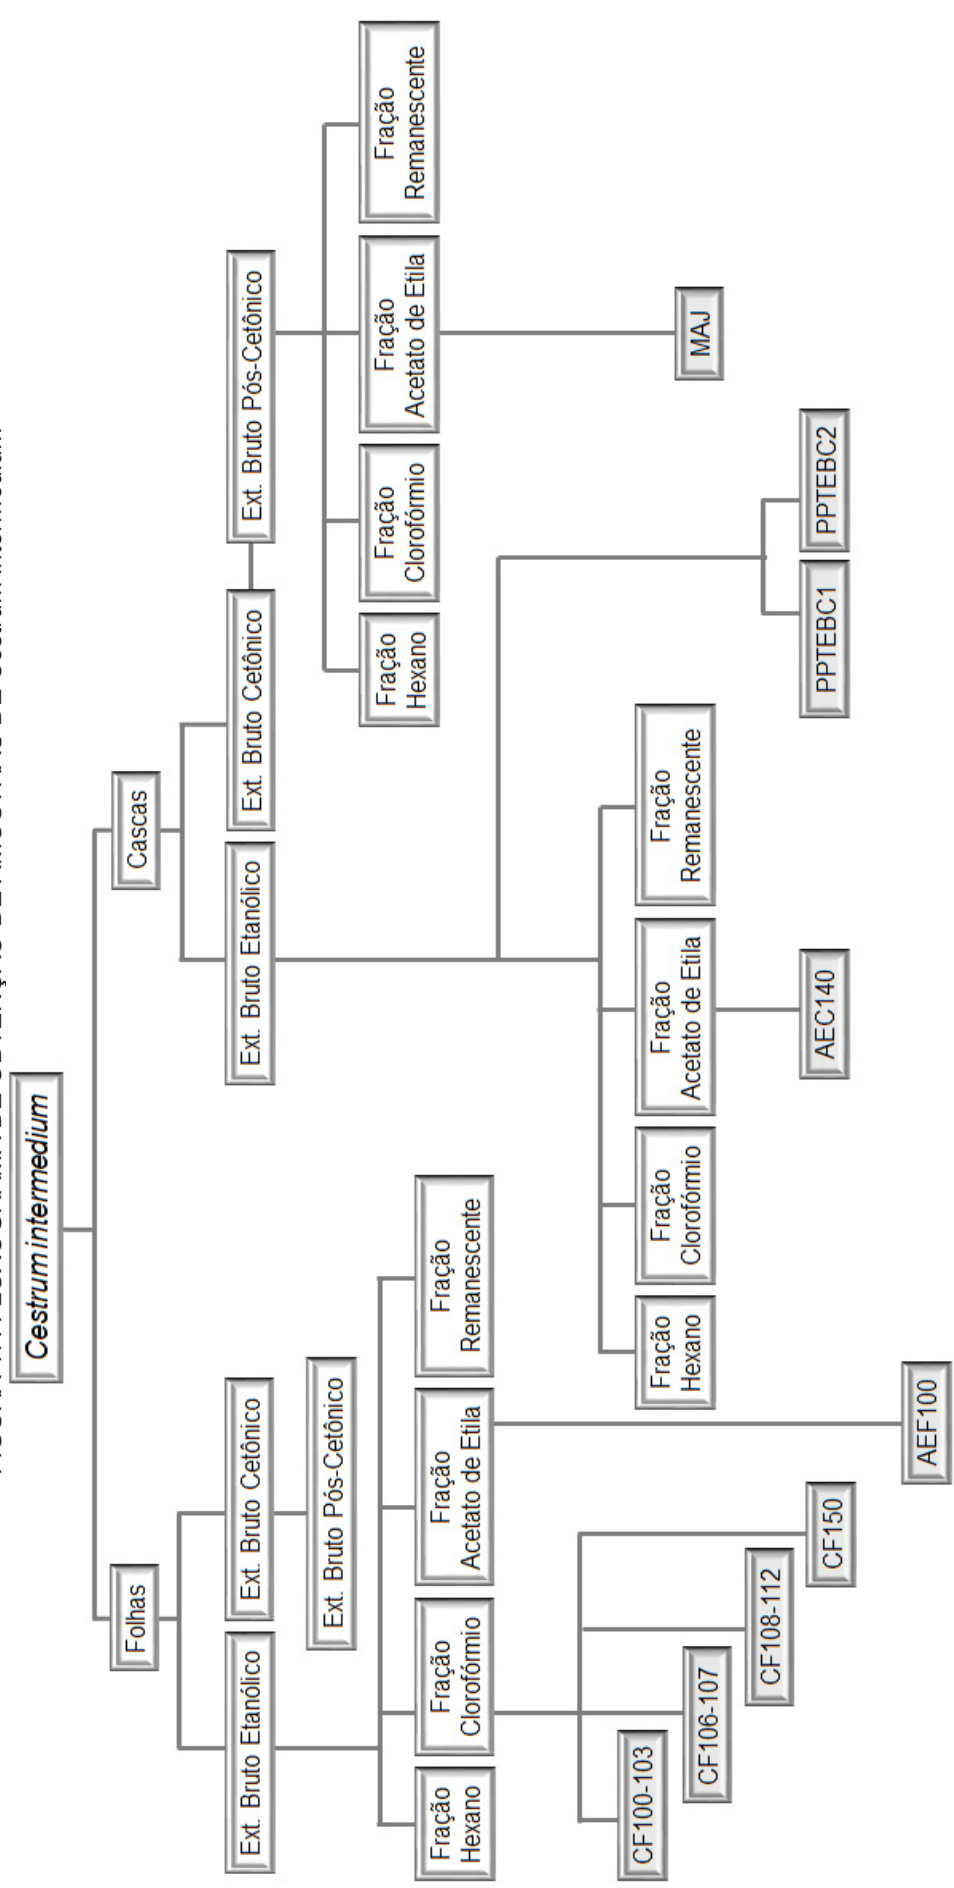 Cestrum intermedium
Folhas
Cascas
Ext. Bruto Etanólico
Ext. Bruto Cetônico
Ext. Bruto Etanólico
Ext. Bruto Cetônico
Ext. Bruto Pós-Cetônico
Ext. Bruto Pós-Cetônico
Fração
Hexano
Fração
Clorofórmio
Fração
Acetato de Etila
Fração
Remanescente
Fração
Hexano
Fração
Clorofórmio
Fração
Acetato de Etila
Fração
Remanescente
Fração
Hexano
Fração
Clorofórmio
Fração
Acetato de Etila
Fração
Remanescente
CF100-103
CF106-107
CF108-112
CF150
AEF100
AEC140
PPTEBC1
PPTEBC2
MAJ